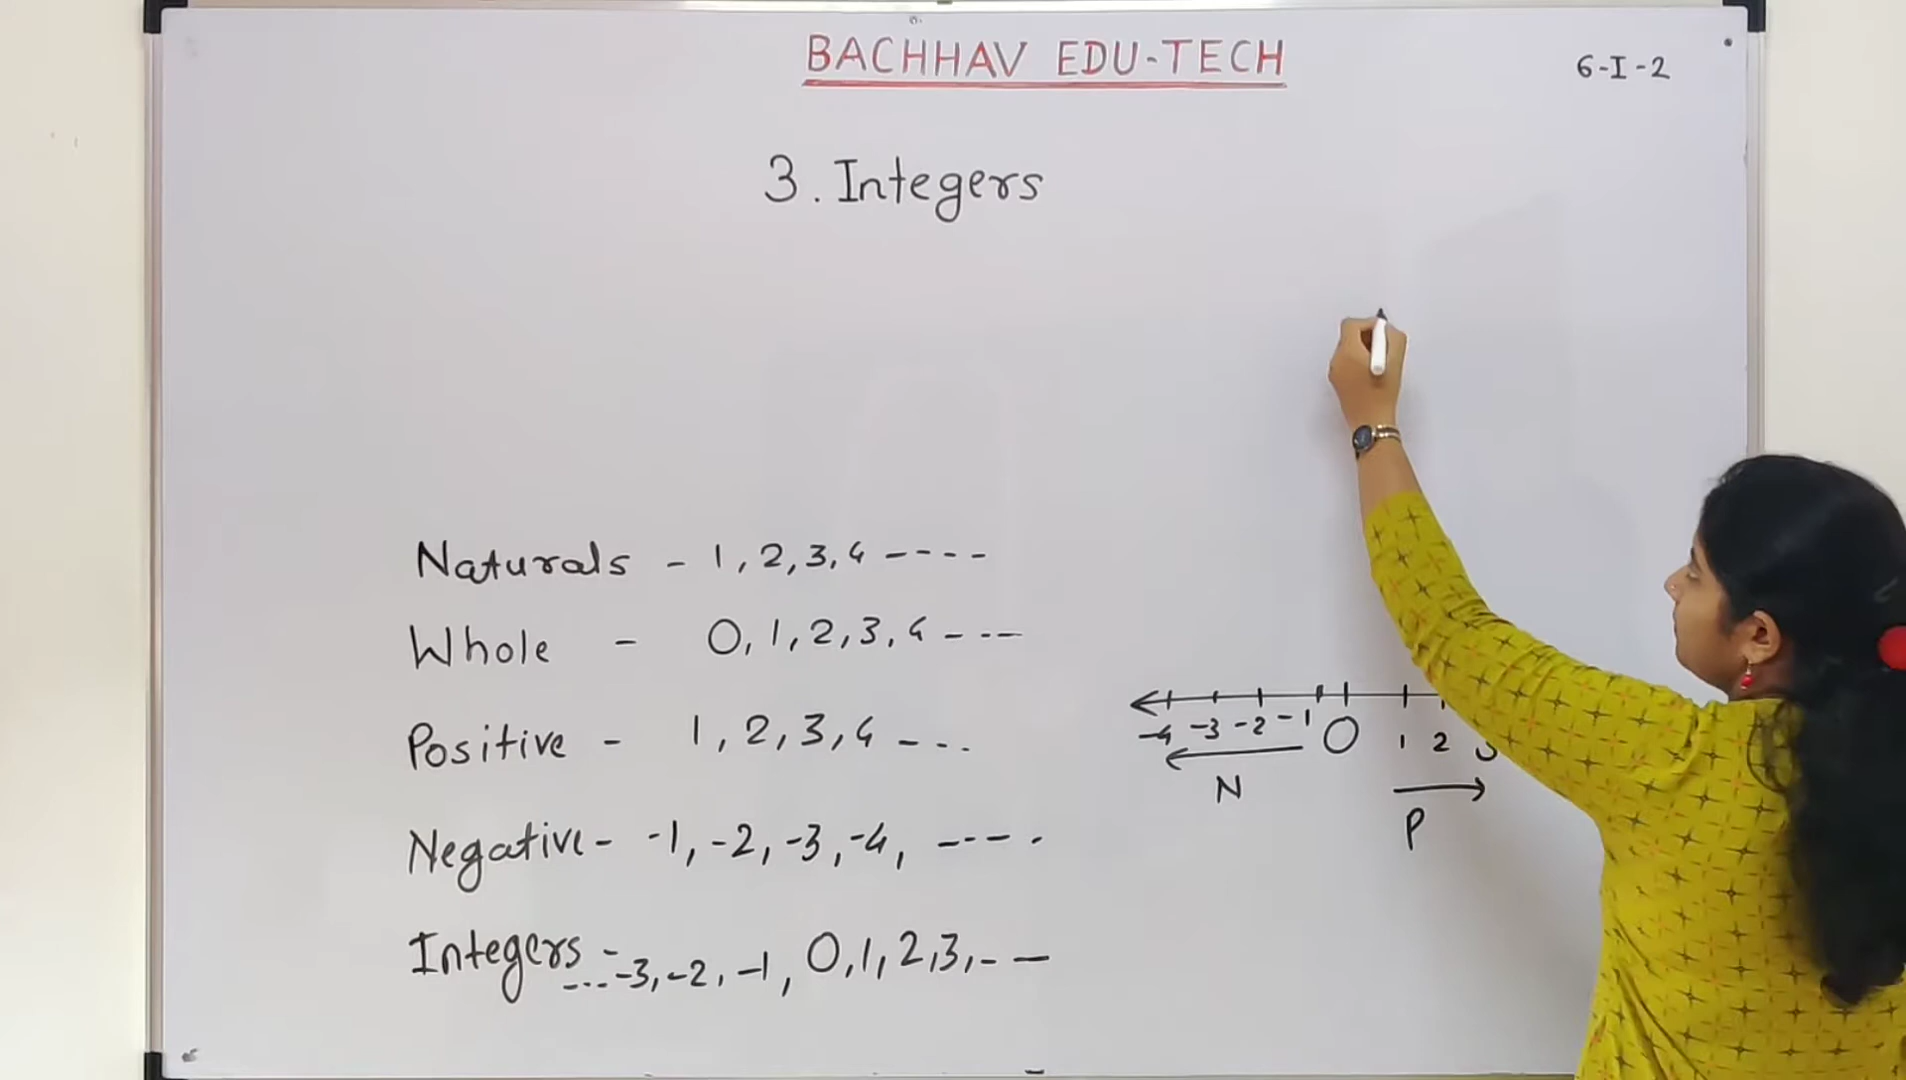 BACHHAV EDU-TECH
6-I-2
3. Integers
Naturals - 1, 2, 3, 4 ----
Whole - 0, 1, 2, 3, 4 ----
Positive - 1, 2, 3, 4 ---
Negative - -1, -2, -3, -4, ----.
Integers - ...-3, -2, -1, 0, 1, 2, 3, --
-4 -3 -2 -1 0 1 2 3
N
P